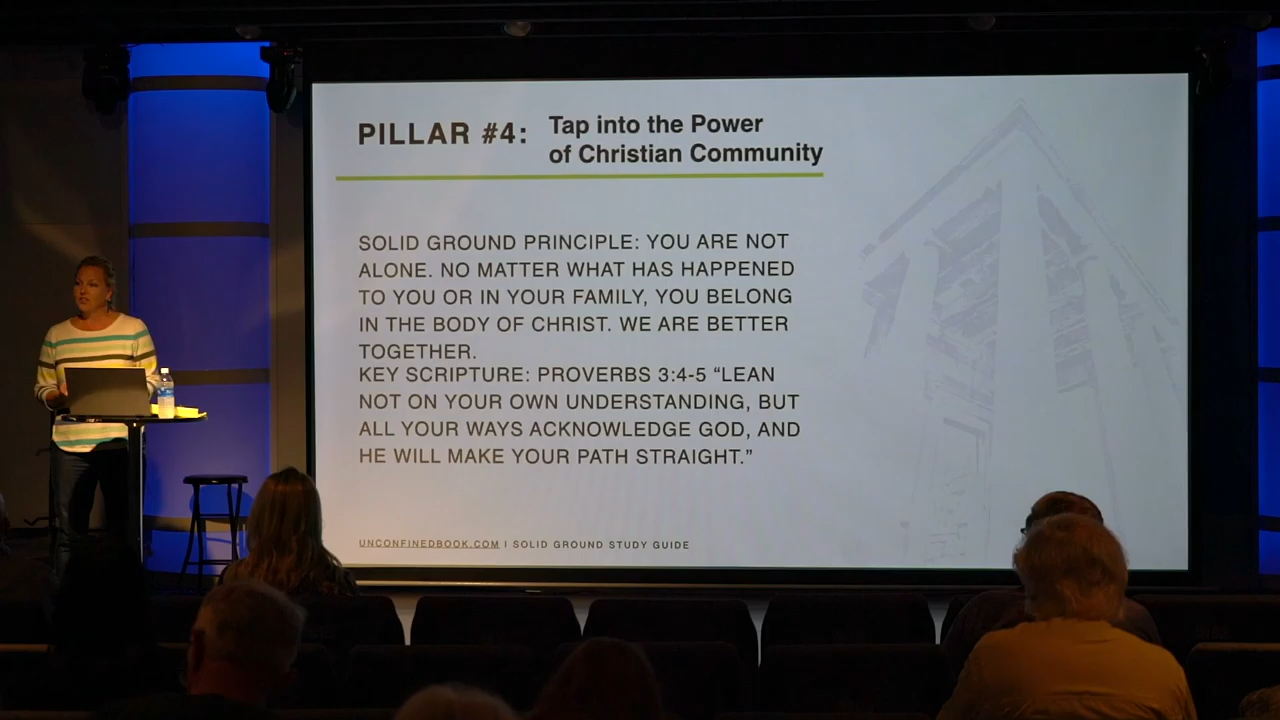 PILLAR #4:
Tap into the Power
of Christian Community
SOLID GROUND PRINCIPLE: YOU ARE NOT
ALONE. NO MATTER WHAT HAS HAPPENED
TO YOU OR IN YOUR FAMILY, YOU BELONG
IN THE BODY OF CHRIST. WE ARE BETTER
TOGETHER.
KEY SCRIPTURE: PROVERBS 3:4-5 “LEAN
NOT ON YOUR OWN UNDERSTANDING, BUT
ALL YOUR WAYS ACKNOWLEDGE GOD, AND
HE WILL MAKE YOUR PATH STRAIGHT.”
UNCONFINEDBOOK.COM I SOLID GROUND STUDY GUIDE